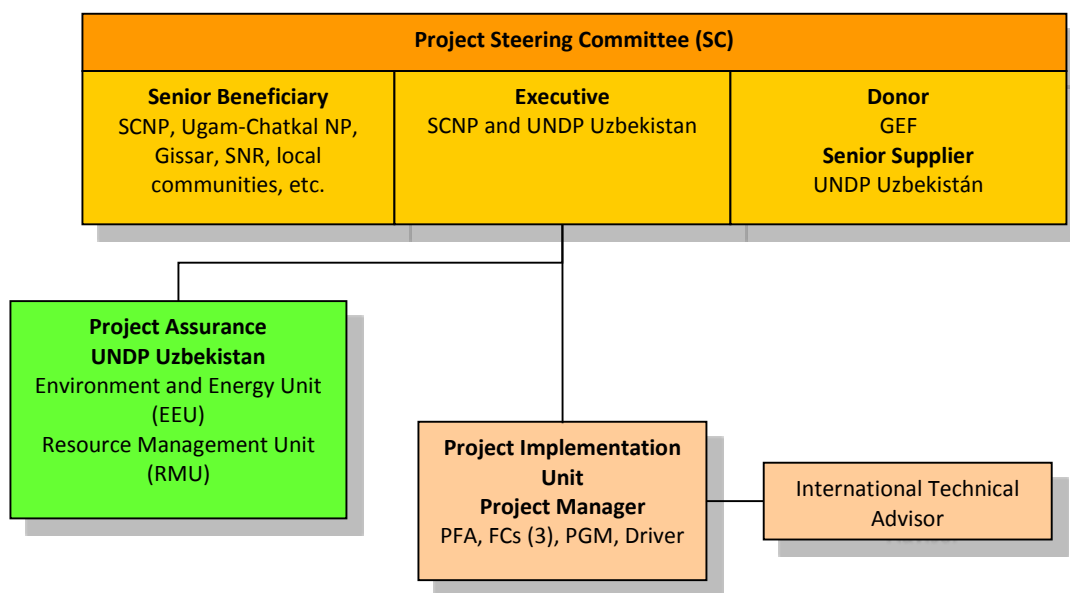 Project Steering Committee (SC)
Senior Beneficiary
SCNP, Ugam-Chatkal NP,
Gissar, SNR, local
communities, etc.
Executive
SCNP and UNDP Uzbekistan
Donor
GEF
Senior Supplier
UNDP Uzbekistán
Project Assurance
UNDP Uzbekistan
Environment and Energy Unit
(EEU)
Resource Management Unit
(RMU)
Project Implementation
Unit
Project Manager
PFA, FCs (3), PGM, Driver
International Technical
Advisor